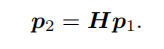 p₂ = Hp₁.